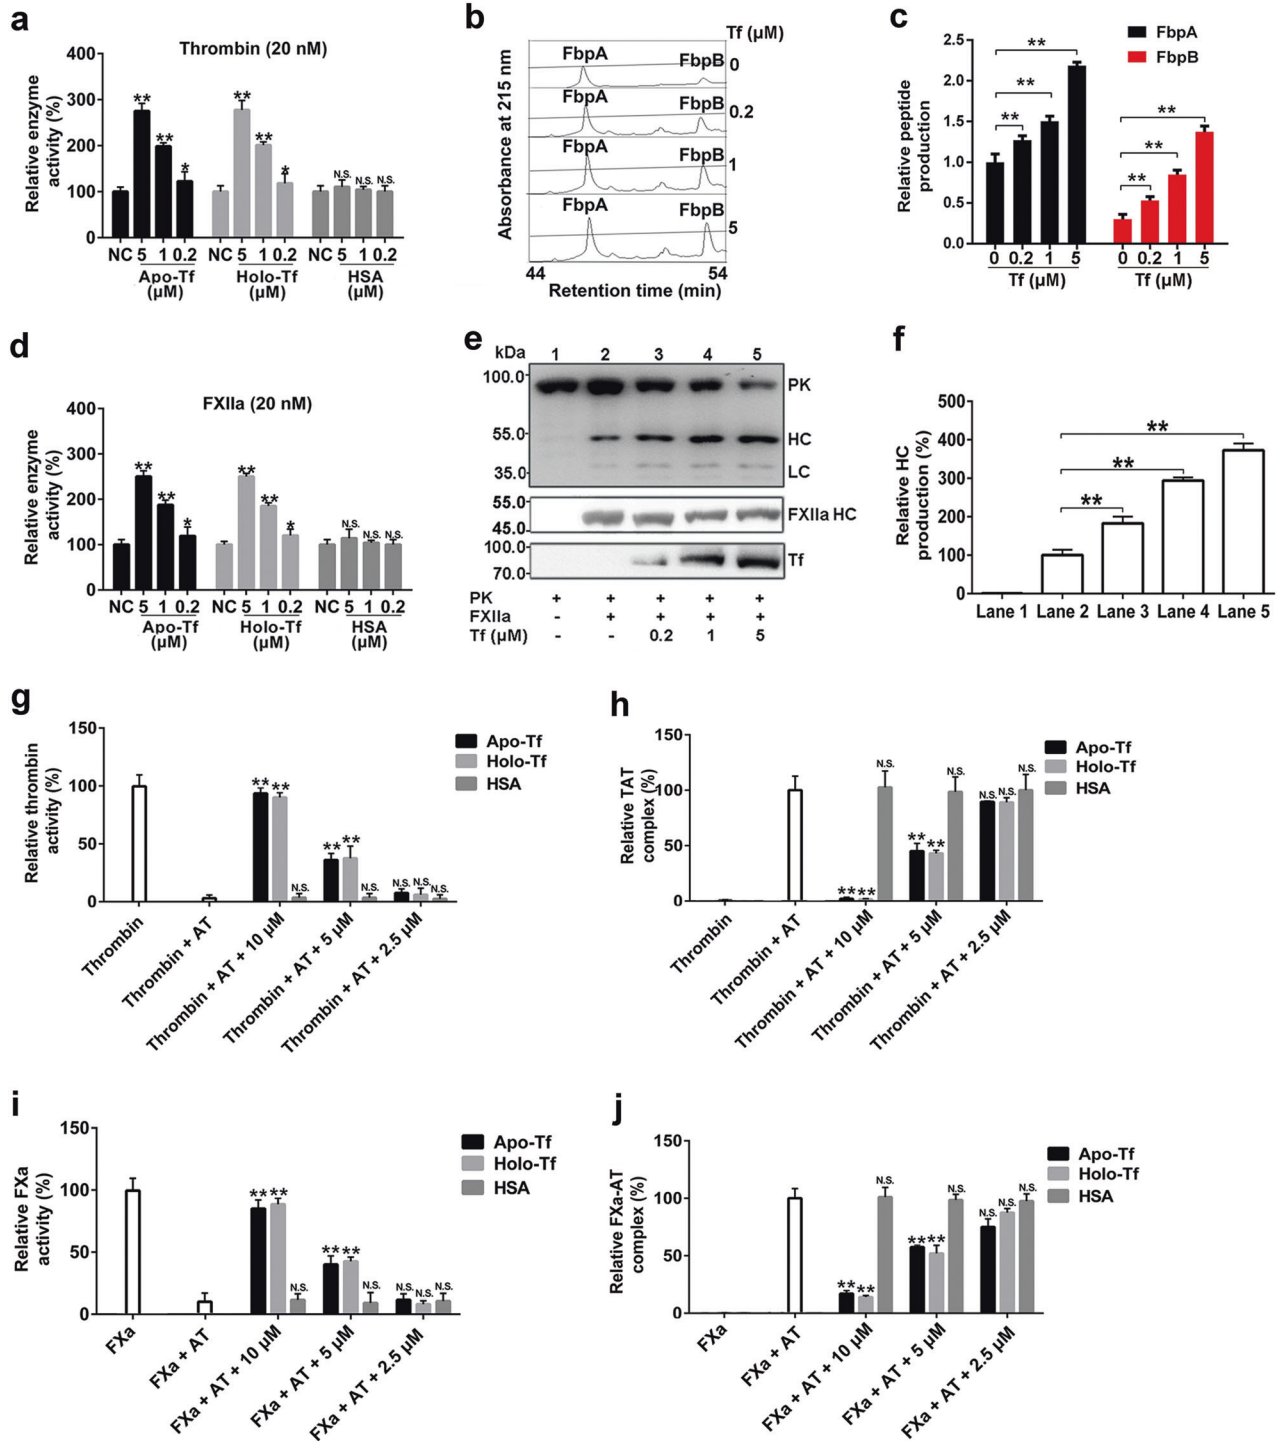 a
Thrombin (20 nM)
Relative enzyme
activity (%)
400
300
200
100
0
** ** * ** ** * N.S. N.S. N.S.
NC 5 1 0.2 NC 5 1 0.2 NC 5 1 0.2
Apo-Tf Holo-Tf HSA
(µM) (µM) (µM)
b
Tf (µM)
Absorbance at 215 nm
FbpA FbpB 0
FbpA FbpB 0.2
FbpA FbpB 1
FbpA FbpB 5
44 54
Retention time (min)
c
FbpA
FbpB
Relative peptide
production
2.5
2.0
1.5
1.0
0.5
0.0
** ** ** ** ** **
0 0.2 1 5 0 0.2 1 5
Tf (µM) Tf (µM)
d
FXIIa (20 nM)
Relative enzyme
activity (%)
400
300
200
100
0
** ** * ** ** * N.S. N.S. N.S.
NC 5 1 0.2 NC 5 1 0.2 NC 5 1 0.2
Apo-Tf Holo-Tf HSA
(µM) (µM) (µM)
e
kDa 1 2 3 4 5
100.0 PK
55.0 HC
35.0 LC
55.0
45.0 FXIIa HC
100.0
70.0 Tf
PK + + + + +
FXIIa - + + + +
Tf (µM) - - 0.2 1 5
f
Relative HC
production (%)
500
400
300
200
100
0
** ** **
Lane 1 Lane 2 Lane 3 Lane 4 Lane 5
g
Relative thrombin
activity (%)
150
100
50
0
Apo-Tf
Holo-Tf
HSA
** ** N.S. ** ** N.S. N.S. N.S. N.S.
Thrombin
Thrombin + AT
Thrombin + AT + 10 µM
Thrombin + AT + 5 µM
Thrombin + AT + 2.5 µM
h
Relative TAT
complex (%)
150
100
50
0
Apo-Tf
Holo-Tf
HSA
** ** N.S. ** ** N.S. N.S. N.S. N.S.
Thrombin
Thrombin + AT
Thrombin + AT + 10 µM
Thrombin + AT + 5 µM
Thrombin + AT + 2.5 µM
i
Relative FXa
activity (%)
150
100
50
0
Apo-Tf
Holo-Tf
HSA
** ** N.S. ** ** N.S. N.S. N.S. N.S.
FXa
FXa + AT
FXa + AT + 10 µM
FXa + AT + 5 µM
FXa + AT + 2.5 µM
j
Relative FXa-AT
complex (%)
150
100
50
0
Apo-Tf
Holo-Tf
HSA
** ** N.S. ** ** N.S. N.S. N.S. N.S.
FXa
FXa + AT
FXa + AT + 10 µM
FXa + AT + 5 µM
FXa + AT + 2.5 µM